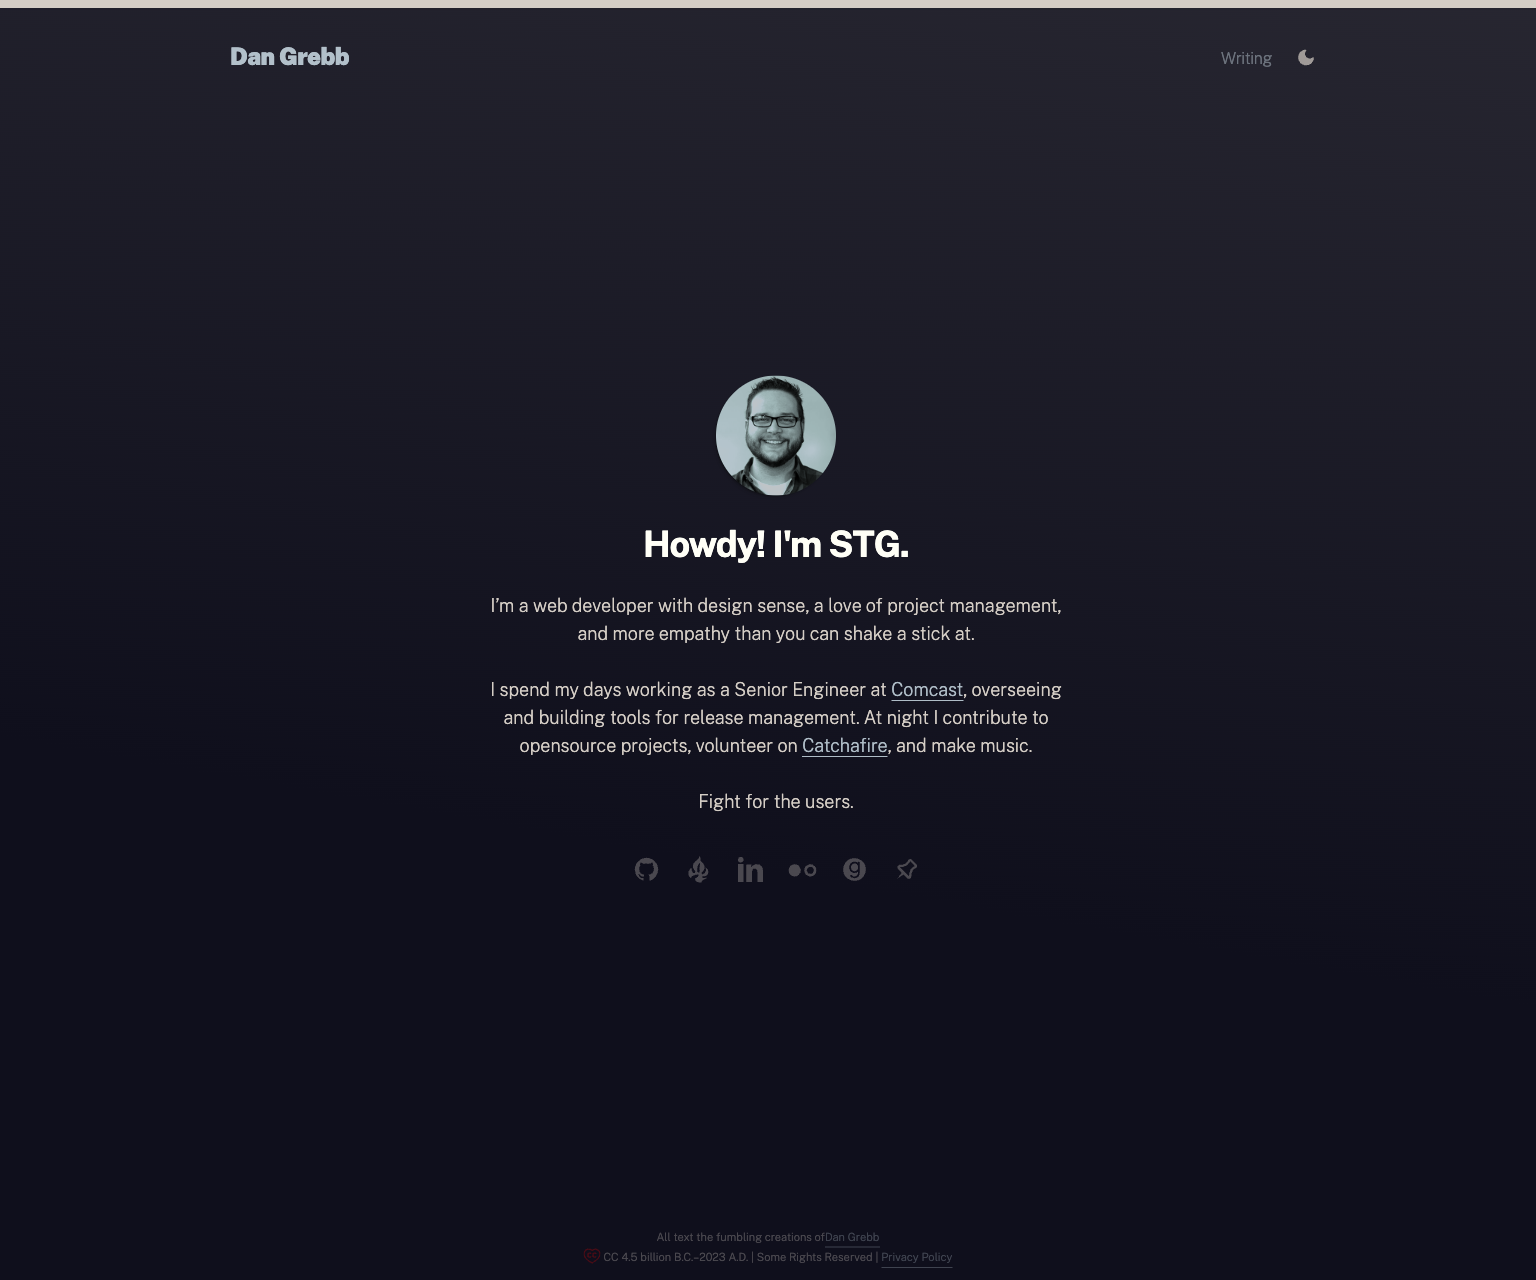 Dan Grebb
Writing
Howdy! I'm STG.
I’m a web developer with design sense, a love of project management,
and more empathy than you can shake a stick at.
I spend my days working as a Senior Engineer at Comcast, overseeing
and building tools for release management. At night I contribute to
opensource projects, volunteer on Catchafire, and make music.
Fight for the users.
All text the fumbling creations ofDan Grebb
CC 4.5 billion B.C.–2023 A.D. | Some Rights Reserved | Privacy Policy